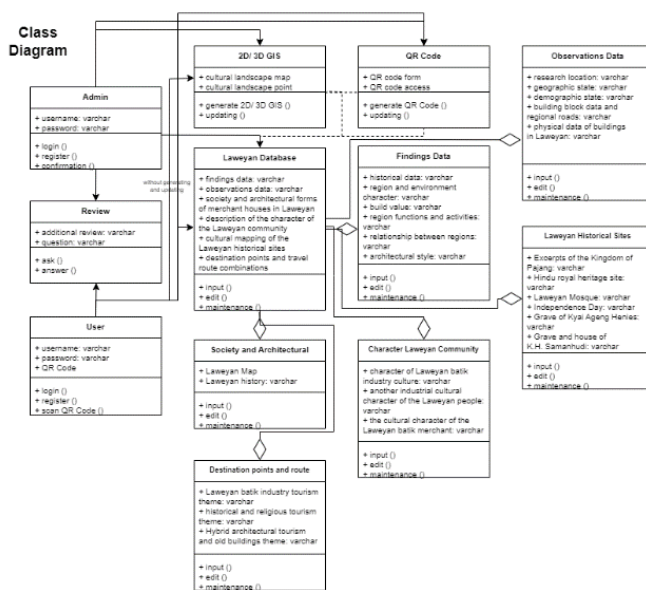 Class
Diagram
2D/ 3D GIS
+ cultural landscape map
+ cultural landscape point
+ generate 2D/ 3D GIS ()
+ updating ()
QR Code
+ QR code form
+ QR code access
+ generate QR Code ()
+ updating ()
Observations Data
+ research location: varchar
+ geographic state: varchar
+ demographic state: varchar
+ building block data and
regional roads: varchar
+ physical data of buildings
in Laweyan: varchar
+ input ()
+ edit ()
+ maintenance ()
Admin
+ username: varchar
+ password: varchar
+ login ()
+ register ()
+ confirmation ()
Laweyan Database
+ findings data: varchar
+ observations data: varchar
+ society and architectural forms
of merchant houses in Laweyan
+ description of the character of
the Laweyan community
+ cultural mapping of the
Laweyan historical sites
+ destination points and travel
route combinations
+ input ()
+ edit ()
+ maintenance ()
Findings Data
+ historical data: varchar
+ region and environment
character: varchar
+ build value: varchar
+ region functions and activities:
varchar
+ relationship between regions:
varchar
+ architectural style: varchar
+ input ()
+ edit ()
+ maintenance ()
without generating
and updating
Review
+ additional review: varchar
+ question: varchar
+ ask ()
+ answer ()
Laweyan Historical Sites
+ Excerpts of the Kingdom of
Pajang: varchar
+ Hindu royal heritage site:
varchar
+ Laweyan Mosque: varchar
+ Independence Day: varchar
+ Grave of Kyai Ageng Henies:
varchar
+ Grave and house of
K.H. Samanhudi: varchar
+ input ()
+ edit ()
+ maintenance ()
User
+ username: varchar
+ password: varchar
+ QR Code
+ login ()
+ register ()
+ scan QR Code ()
Society and Architectural
+ Laweyan Map
+ Laweyan history: varchar
+ input ()
+ edit ()
+ maintenance ()
Character Laweyan Community
+ character of Laweyan batik
industry culture: varchar
+ another industrial cultural
character of the Laweyan people:
varchar
+ the cultural character of the
Laweyan batik merchant: varchar
+ input ()
+ edit ()
+ maintenance ()
Destination points and route
+ Laweyan batik industry tourism
theme: varchar
+ historical and religious tourism
theme: varchar
+ Hybrid architectural tourism
and old buildings theme: varchar
+ input ()
+ edit ()
+ maintenance ()